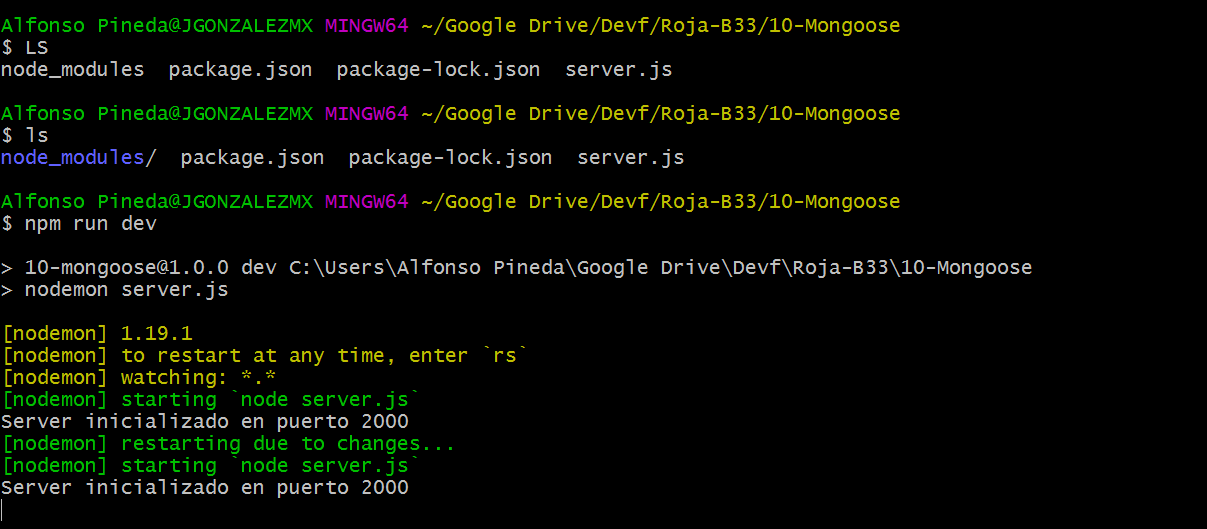 Alfonso Pineda@JGONZALEZMX MINGW64 ~/Google Drive/Devf/Roja-B33/10-Mongoose
$ LS
node_modules  package.json  package-lock.json  server.js
Alfonso Pineda@JGONZALEZMX MINGW64 ~/Google Drive/Devf/Roja-B33/10-Mongoose
$ ls
node_modules/  package.json  package-lock.json  server.js
Alfonso Pineda@JGONZALEZMX MINGW64 ~/Google Drive/Devf/Roja-B33/10-Mongoose
$ npm run dev
> 10-mongoose@1.0.0 dev C:\Users\Alfonso Pineda\Google Drive\Devf\Roja-B33\10-Mongoose
> nodemon server.js
[nodemon] 1.19.1
[nodemon] to restart at any time, enter `rs`
[nodemon] watching: *.*
[nodemon] starting `node server.js`
Server inicializado en puerto 2000
[nodemon] restarting due to changes...
[nodemon] starting `node server.js`
Server inicializado en puerto 2000